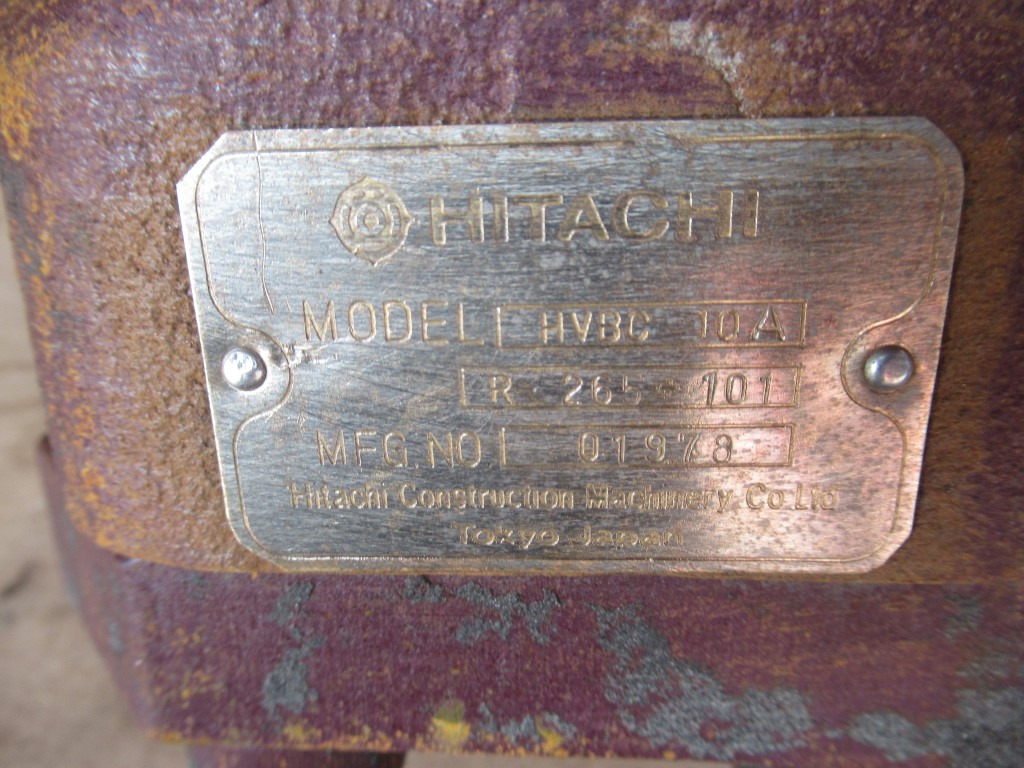 HITACHI
MODEL HVBC 10A
R-265-101
MFG.NO 01978
Hitachi Construction Machinery Co.Ltd
Tokyo Japan